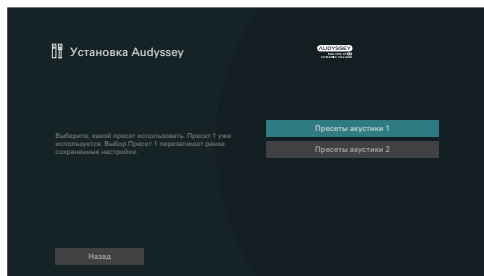 Установка Audyssey
AUDYSSEY
Выберите, какой пресет использовать. Пресет 1 уже
используется. Выбор Пресет 1 перезапишет ранее
сохраненные настройки.
Пресеты акустики 1
Пресеты акустики 2
Назад